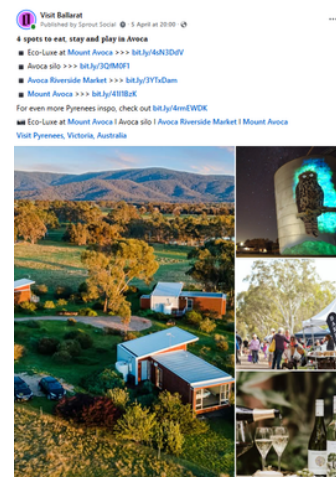 Visit Ballarat
Published by Sprout Social · 5 April at 20:00 ·
4 spots to eat, stay and play in Avoca
Eco-Luxe at Mount Avoca >>> bit.ly/4sN3DdV
Avoca silo >>> bit.ly/3QfM0F1
Avoca Riverside Market >>> bit.ly/3YTxDam
Mount Avoca >>> bit.ly/41I1BzK
For even more Pyrenees inspo, check out bit.ly/4rmEWDK
Eco-Luxe at Mount Avoca I Avoca silo I Avoca Riverside Market I Mount Avoca
Visit Pyrenees, Victoria, Australia